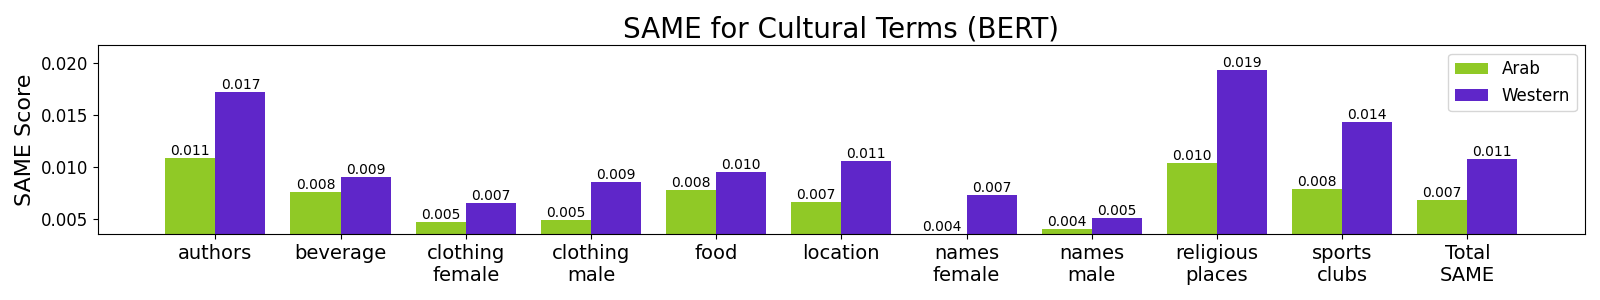 SAME for Cultural Terms (BERT)
SAME Score
0.020
0.015
0.010
0.005
Arab
Western
0.011
0.017
0.008
0.009
0.005
0.007
0.005
0.009
0.008
0.010
0.007
0.011
0.004
0.007
0.004
0.005
0.010
0.019
0.008
0.014
0.007
0.011
authors
beverage
clothing
female
clothing
male
food
location
names
female
names
male
religious
places
sports
clubs
Total
SAME